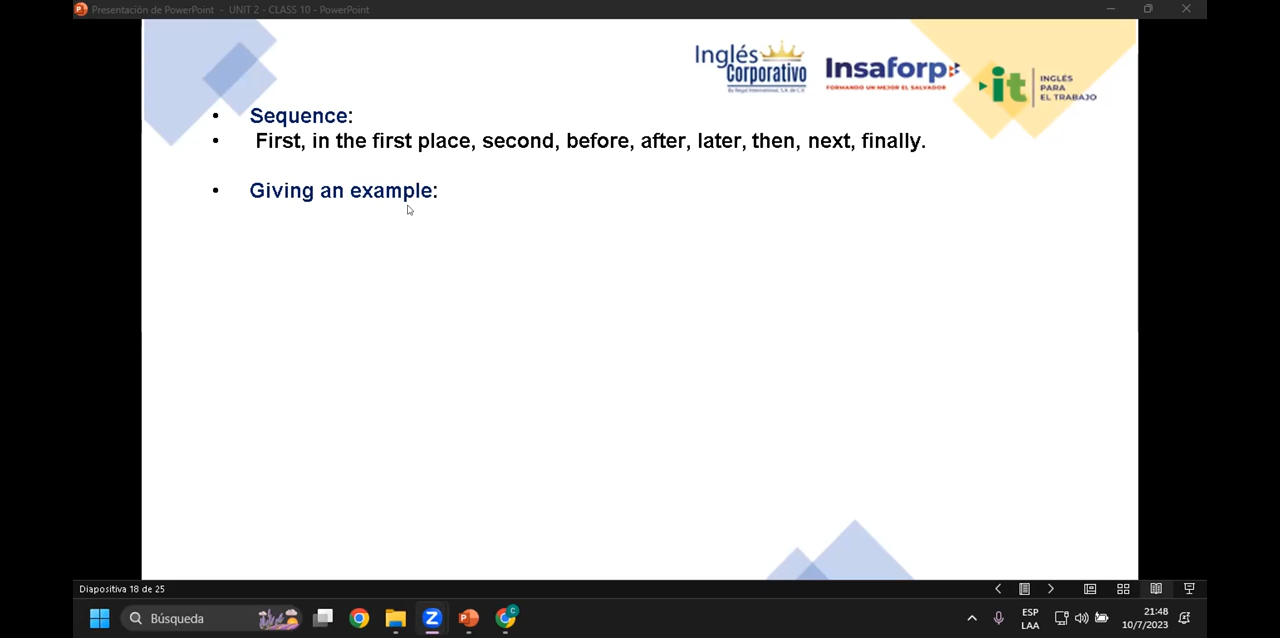 Presentación de PowerPoint - UNIT 2 - CLASS 10 - PowerPoint
Inglés
Corporativo
By Regal International, S.A. de C.V.
Insaforp
FORMANDO UN MEJOR EL SALVADOR
it
INGLÉS
PARA
EL TRABAJO
• Sequence:
• First, in the first place, second, before, after, later, then, next, finally.
• Giving an example:
Diapositiva 18 de 25
Búsqueda
ESP
LAA
21:48
10/7/2023